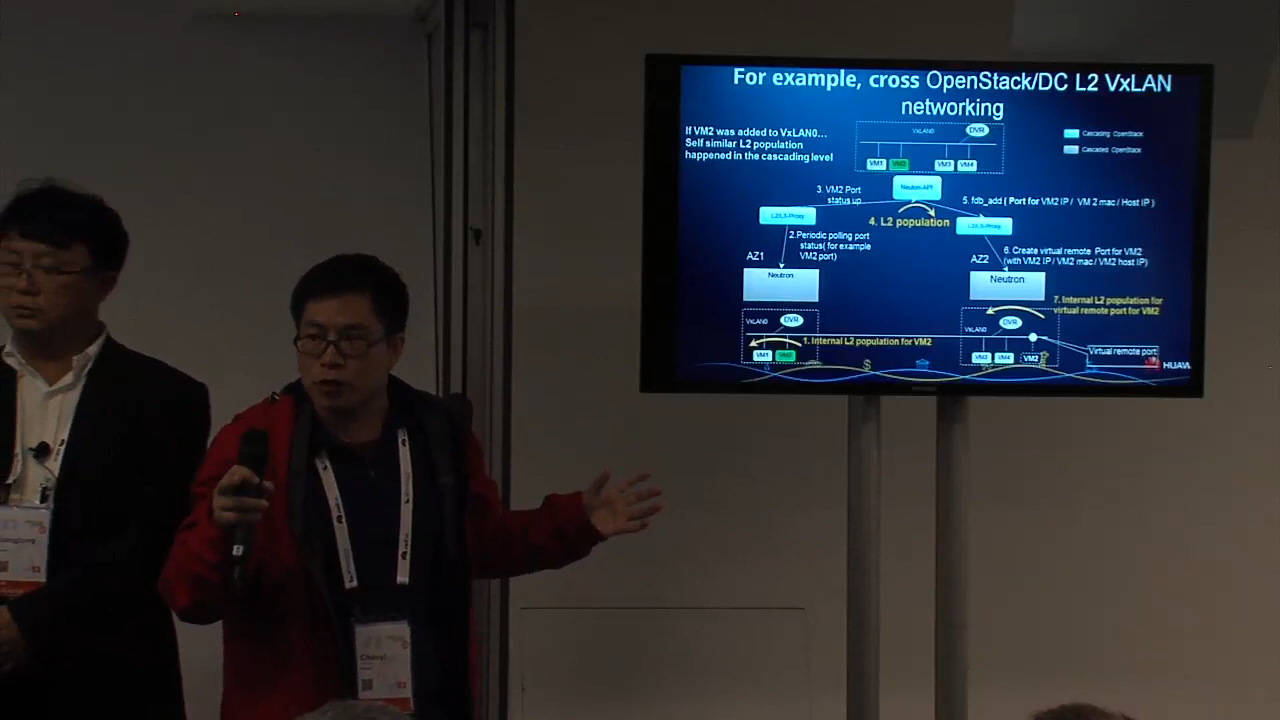 For example, cross OpenStack/DC L2 VxLAN
networking
If VM2 was added to VxLAN0...
Self similar L2 population
happened in the cascading level
VxLAN0
DVR
VM1
VM2
VM3
VM4
Cascading OpenStack
Cascaded OpenStack
Neutron-API
3. VM2 Port
status up
5. fdb_add ( Port for VM2 IP / VM 2 mac / Host IP )
L2/L3-Proxy
4. L2 population
L2/L3-Proxy
2.Periodic polling port
status( for example
VM2 port)
6. Create virtual remote Port for VM2
(with VM2 IP / VM2 mac / VM2 host IP)
AZ1
AZ2
Neutron
Neutron
7. Internal L2 population for
virtual remote port for VM2
VxLAN0
DVR
VxLAN0
DVR
1. Internal L2 population for VM2
Virtual remote port
VM1
VM2
VM3
VM4
VM2
HUAW